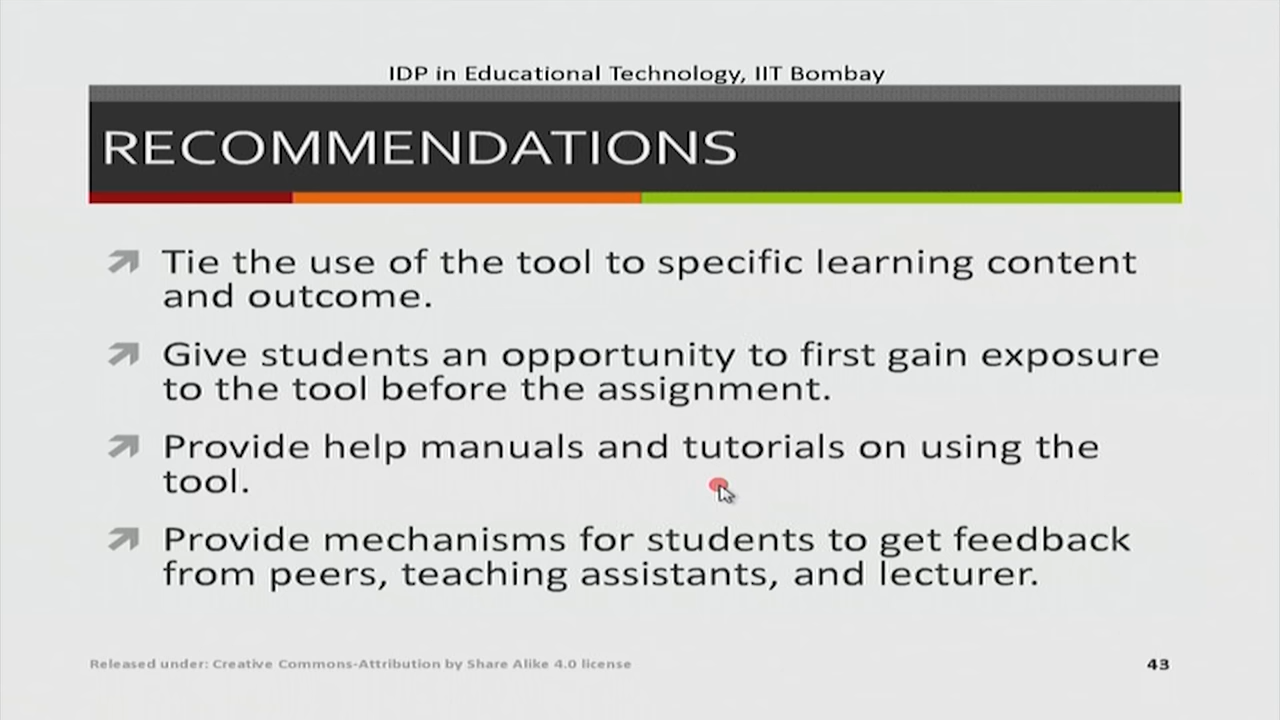 IDP in Educational Technology, IIT Bombay
RECOMMENDATIONS
Tie the use of the tool to specific learning content
and outcome.
Give students an opportunity to first gain exposure
to the tool before the assignment.
Provide help manuals and tutorials on using the
tool.
Provide mechanisms for students to get feedback
from peers, teaching assistants, and lecturer.
Released under: Creative Commons-Attribution by Share Alike 4.0 license
43